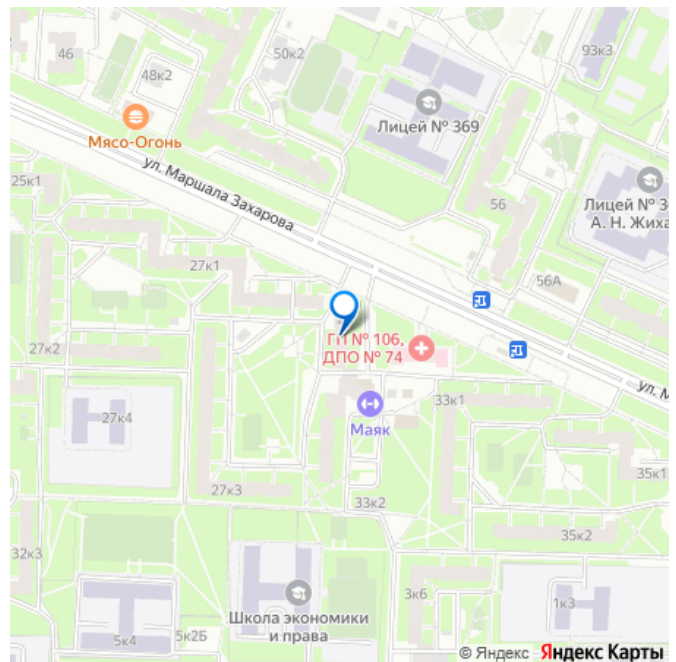 46
50к2
93к3
48к2
Мясо-Огонь
Лицей № 369
ул. Маршала Захарова
25к1
56
Лицей № 3
А. Н. Жиха
27к1
56А
27к2
ГП № 106,
ДПО № 74
ул. М
27к4
Маяк
33к1
35к1
27к3
33к2
35к2
32к3
Школа экономики
и права
3к6
1к3
5к4
5к2Б
© Яндекс Яндекс Карты